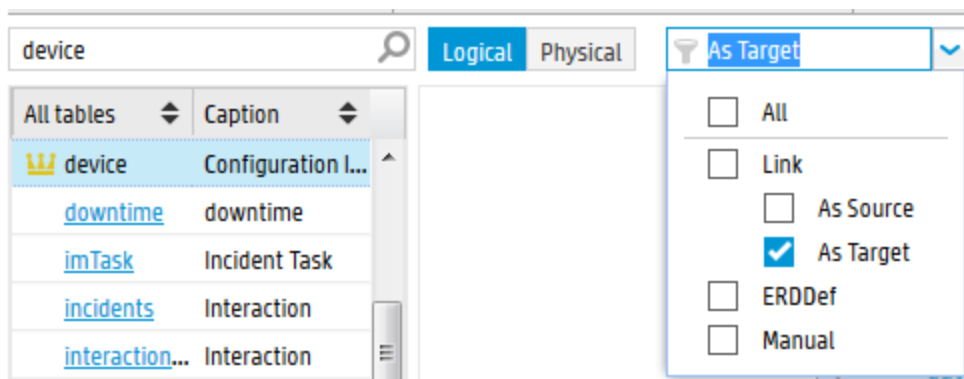 device
Logical
Physical
As Target
All tables
Caption
device
Configuration I...
downtime
downtime
imTask
Incident Task
incidents
Interaction
interaction...
Interaction
All
Link
As Source
As Target
ERDDef
Manual